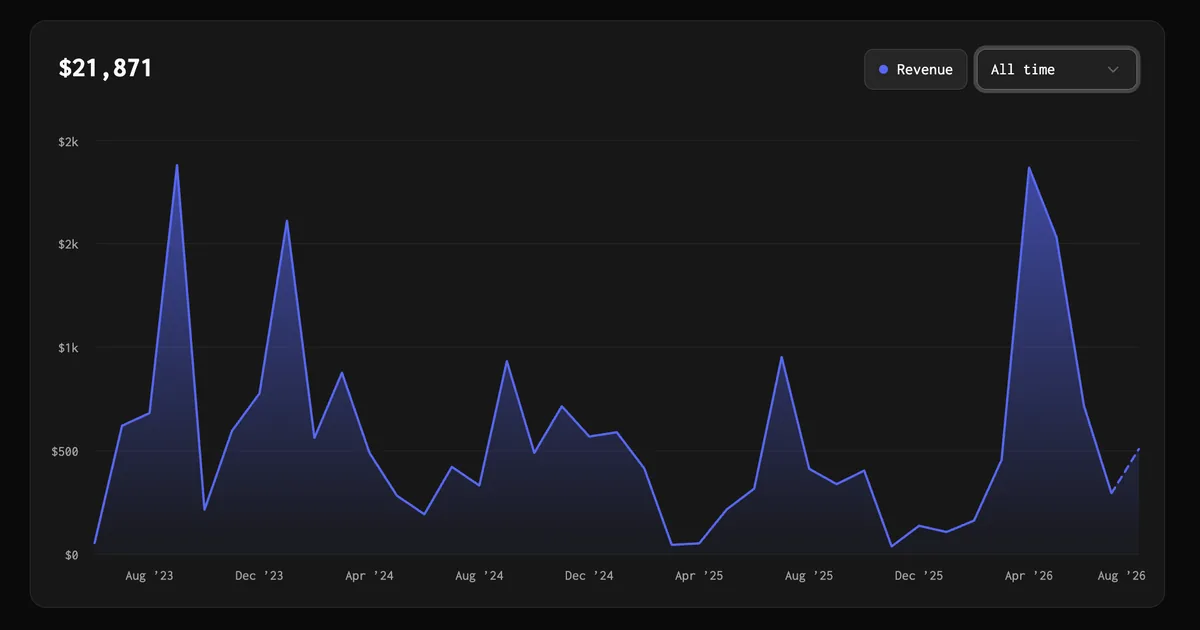 $21,871
Revenue
All time
$2k
$2k
$1k
$500
$0
Aug ’23
Dec ’23
Apr ’24
Aug ’24
Dec ’24
Apr ’25
Aug ’25
Dec ’25
Apr ’26
Aug ’26